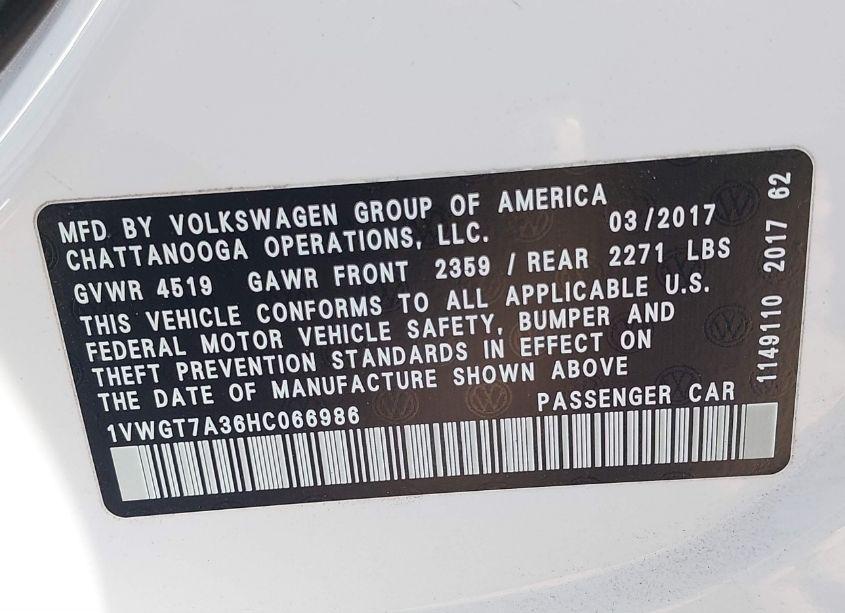 MFD BY VOLKSWAGEN GROUP OF AMERICA
CHATTANOOGA OPERATIONS, LLC. 03/2017
GVWR 4519 GAWR FRONT 2359 / REAR 2271 LBS
THIS VEHICLE CONFORMS TO ALL APPLICABLE U.S.
FEDERAL MOTOR VEHICLE SAFETY, BUMPER AND
THEFT PREVENTION STANDARDS IN EFFECT ON
THE DATE OF MANUFACTURE SHOWN ABOVE
1VWGT7A36HC066986 PASSENGER CAR
1149110 2017 62